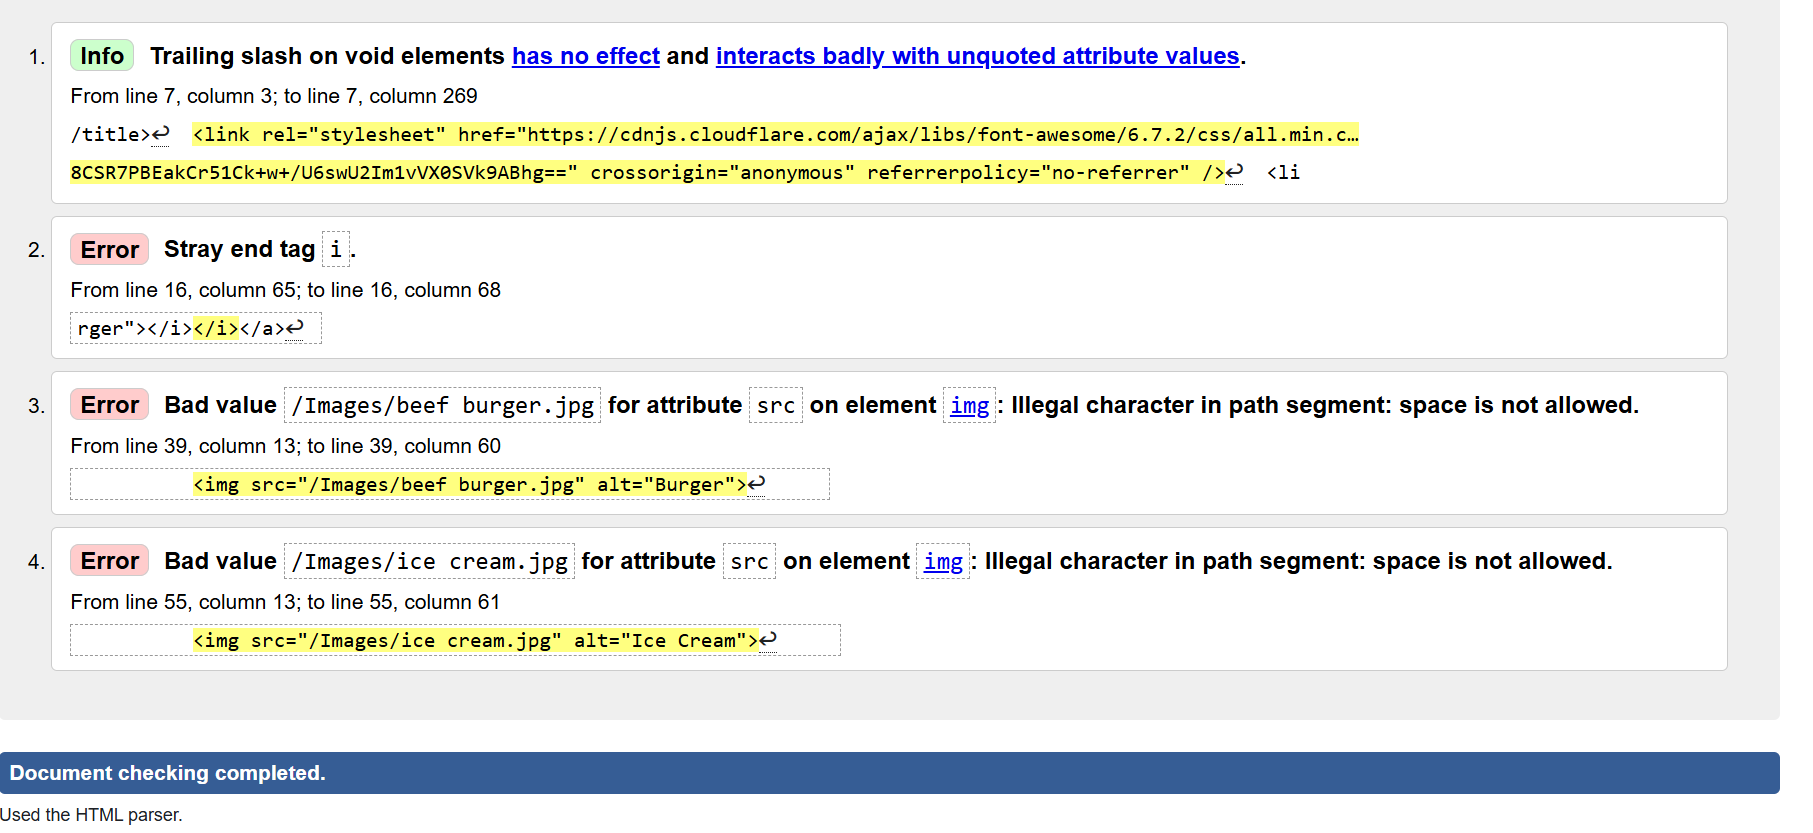 1. Info Trailing slash on void elements has no effect and interacts badly with unquoted attribute values.
From line 7, column 3; to line 7, column 269
/title>↩ <link rel="stylesheet" href="https://cdnjs.cloudflare.com/ajax/libs/font-awesome/6.7.2/css/all.min.c…
8CSR7PBEakCr51Ck+w+/U6swU2Im1vVX0SVk9ABhg==" crossorigin="anonymous" referrerpolicy="no-referrer" />↩ <li
2. Error Stray end tag i.
From line 16, column 65; to line 16, column 68
rger"></i></i></a>↩
3. Error Bad value /Images/beef burger.jpg for attribute src on element img: Illegal character in path segment: space is not allowed.
From line 39, column 13; to line 39, column 60
<img src="/Images/beef burger.jpg" alt="Burger">↩
4. Error Bad value /Images/ice cream.jpg for attribute src on element img: Illegal character in path segment: space is not allowed.
From line 55, column 13; to line 55, column 61
<img src="/Images/ice cream.jpg" alt="Ice Cream">↩
Document checking completed.
Used the HTML parser.